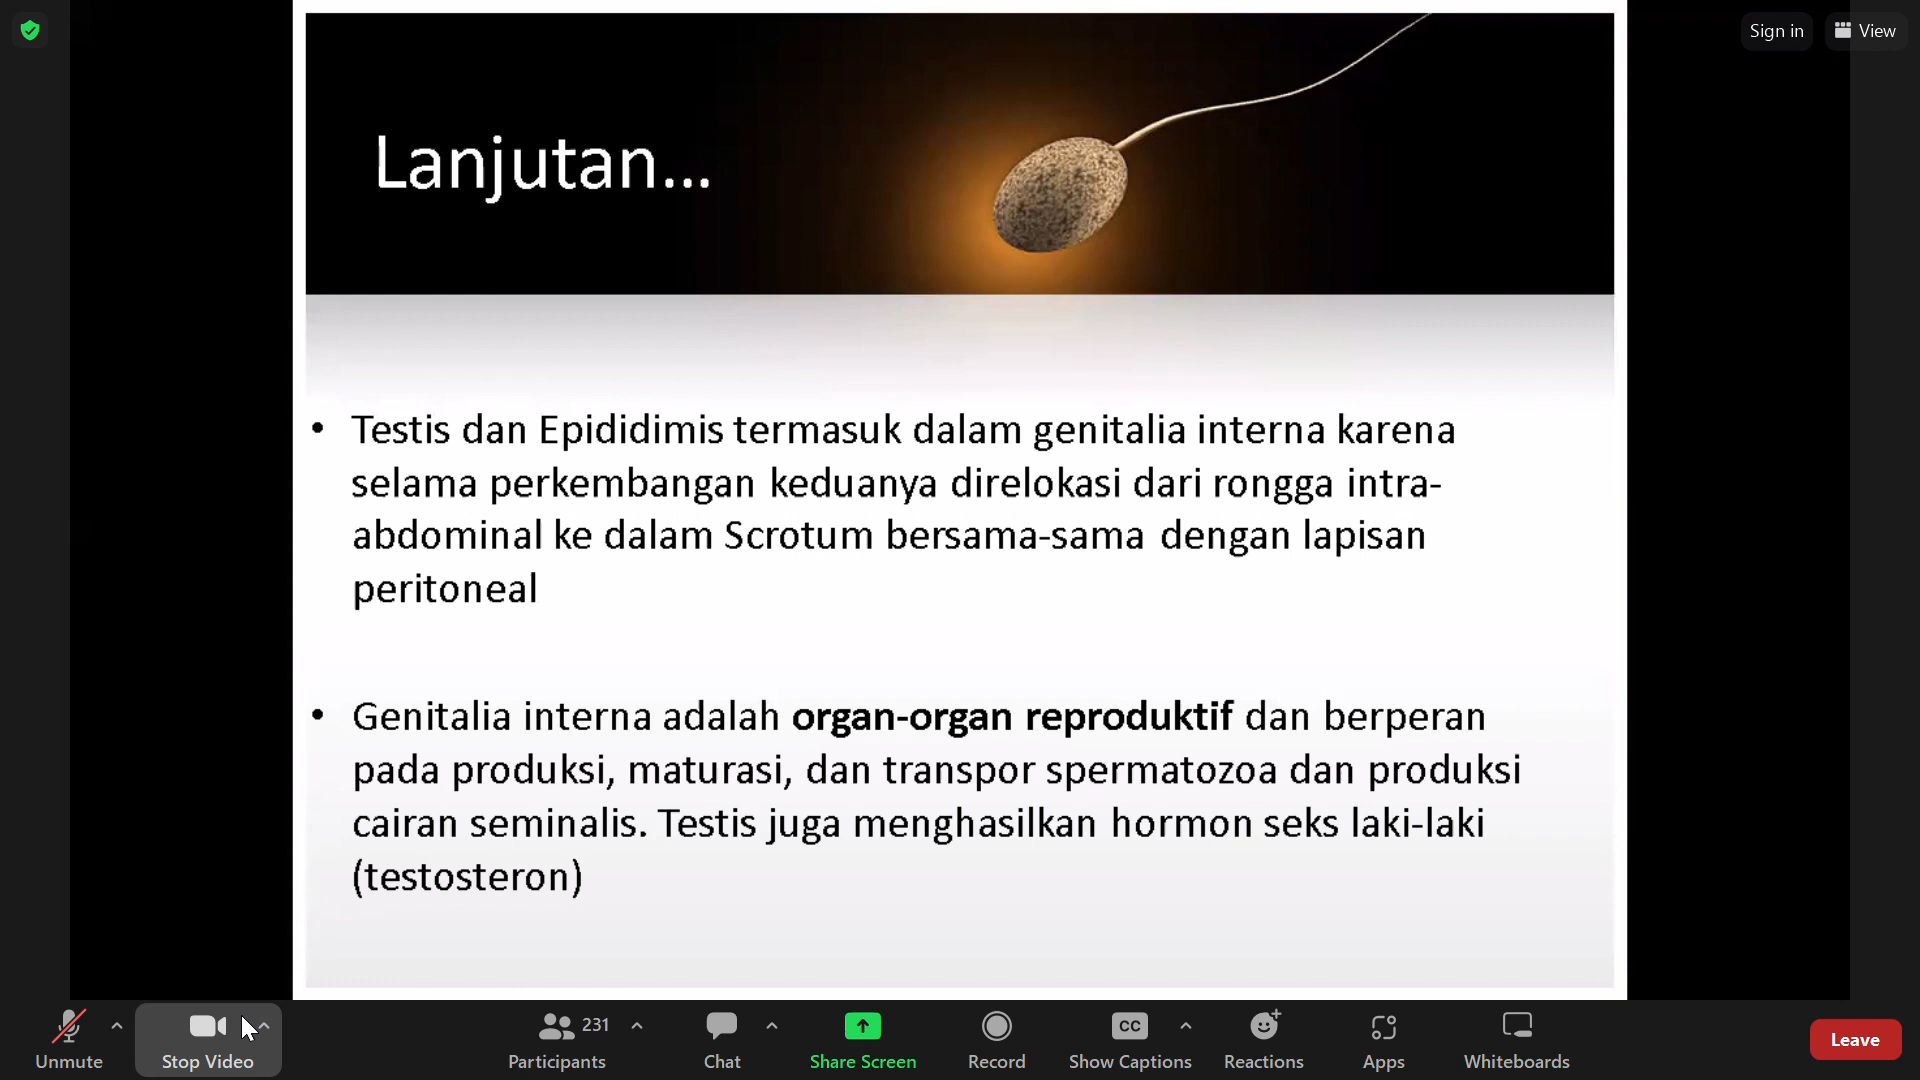 Sign in
View
Lanjutan...
• Testis dan Epididimis termasuk dalam genitalia interna karena
selama perkembangan keduanya direlokasi dari rongga intra-
abdominal ke dalam Scrotum bersama-sama dengan lapisan
peritoneal
• Genitalia interna adalah organ-organ reproduktif dan berperan
pada produksi, maturasi, dan transpor spermatozoa dan produksi
cairan seminalis. Testis juga menghasilkan hormon seks laki-laki
(testosteron)
Unmute
Stop Video
231
Participants
Chat
Share Screen
Record
CC
Show Captions
Reactions
Apps
Whiteboards
Leave